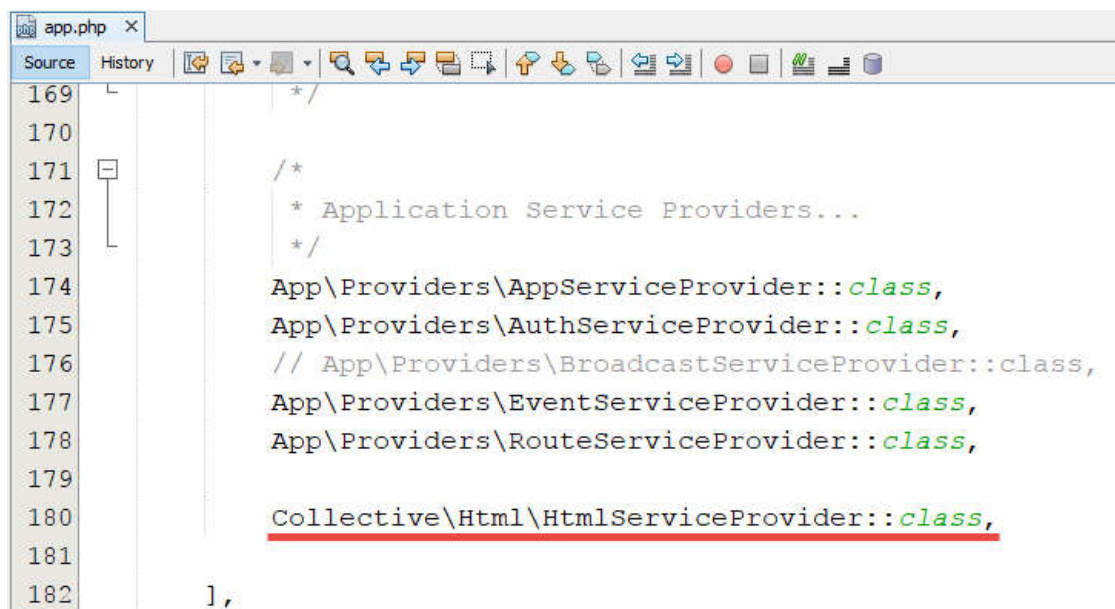 app.php
Source History
169 */
170
171 /*
172 * Application Service Providers...
173 */
174 App\Providers\AppServiceProvider::class,
175 App\Providers\AuthServiceProvider::class,
176 // App\Providers\BroadcastServiceProvider::class,
177 App\Providers\EventServiceProvider::class,
178 App\Providers\RouteServiceProvider::class,
179
180 Collective\Html\HtmlServiceProvider::class,
181
182 ],